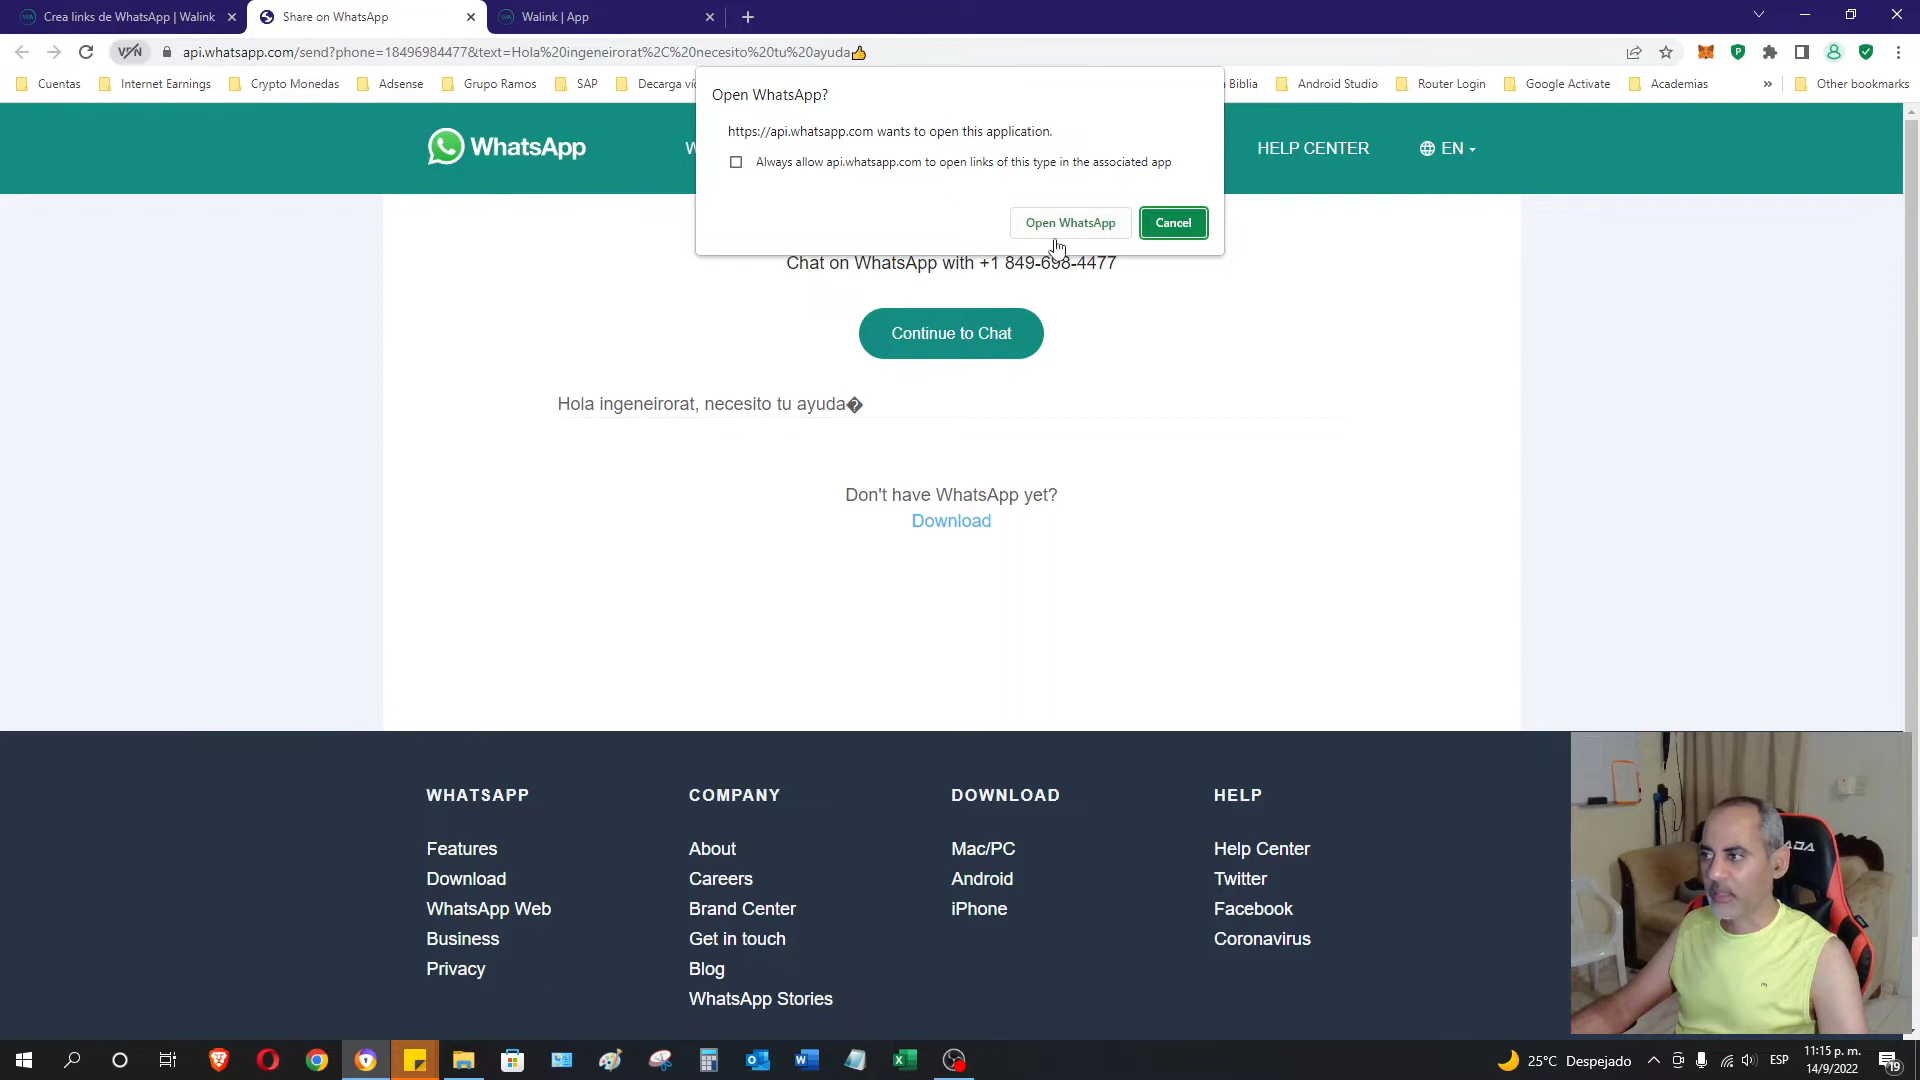 Crea links de WhatsApp | Walink
Share on WhatsApp
Walink | App
VPN
api.whatsapp.com/send?phone=18496984477&text=Hola%20ingeneirorat%2C%20necesito%20tu%20ayuda👍
Cuentas
Internet Earnings
Crypto Monedas
Adsense
Grupo Ramos
SAP
Decarga
Biblia
Android Studio
Router Login
Google Activate
Academias
»
Other bookmarks
Open WhatsApp?
https://api.whatsapp.com wants to open this application.
Always allow api.whatsapp.com to open links of this type in the associated app
Open WhatsApp
Cancel
WhatsApp
HELP CENTER
EN
Chat on WhatsApp with +1 849-698-4477
Continue to Chat
Hola ingeneirorat, necesito tu ayuda�
Don't have WhatsApp yet?
Download
WHATSAPP
Features
Download
WhatsApp Web
Business
Privacy
COMPANY
About
Careers
Brand Center
Get in touch
Blog
WhatsApp Stories
DOWNLOAD
Mac/PC
Android
iPhone
HELP
Help Center
Twitter
Facebook
Coronavirus
25°C Despejado
ESP
11:15 p. m.
14/9/2022
19